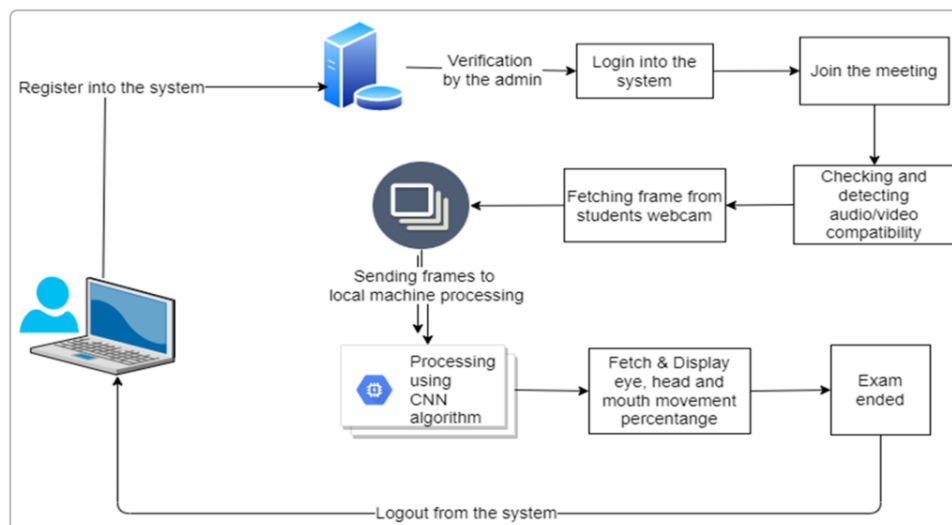 Register into the system
Verification
by the admin
Login into the
system
Join the meeting
Checking and
detecting
audio/video
compatibility
Fetching frame from
students webcam
Sending frames to
local machine processing
Processing
using
CNN
algorithm
Fetch & Display
eye, head and
mouth movement
percentange
Exam
ended
Logout from the system